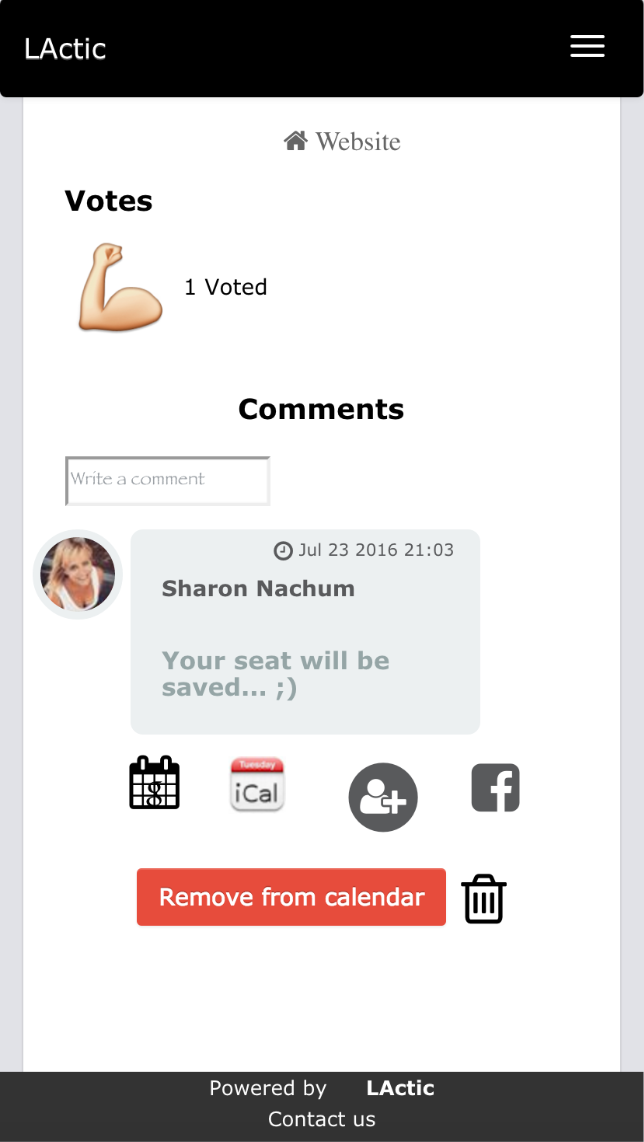 LActic
Website
Votes
1 Voted
Comments
Write a comment
Jul 23 2016 21:03
Sharon Nachum
Your seat will be
saved... ;)
8
Tuesday
iCal
Remove from calendar
Powered by LActic
Contact us